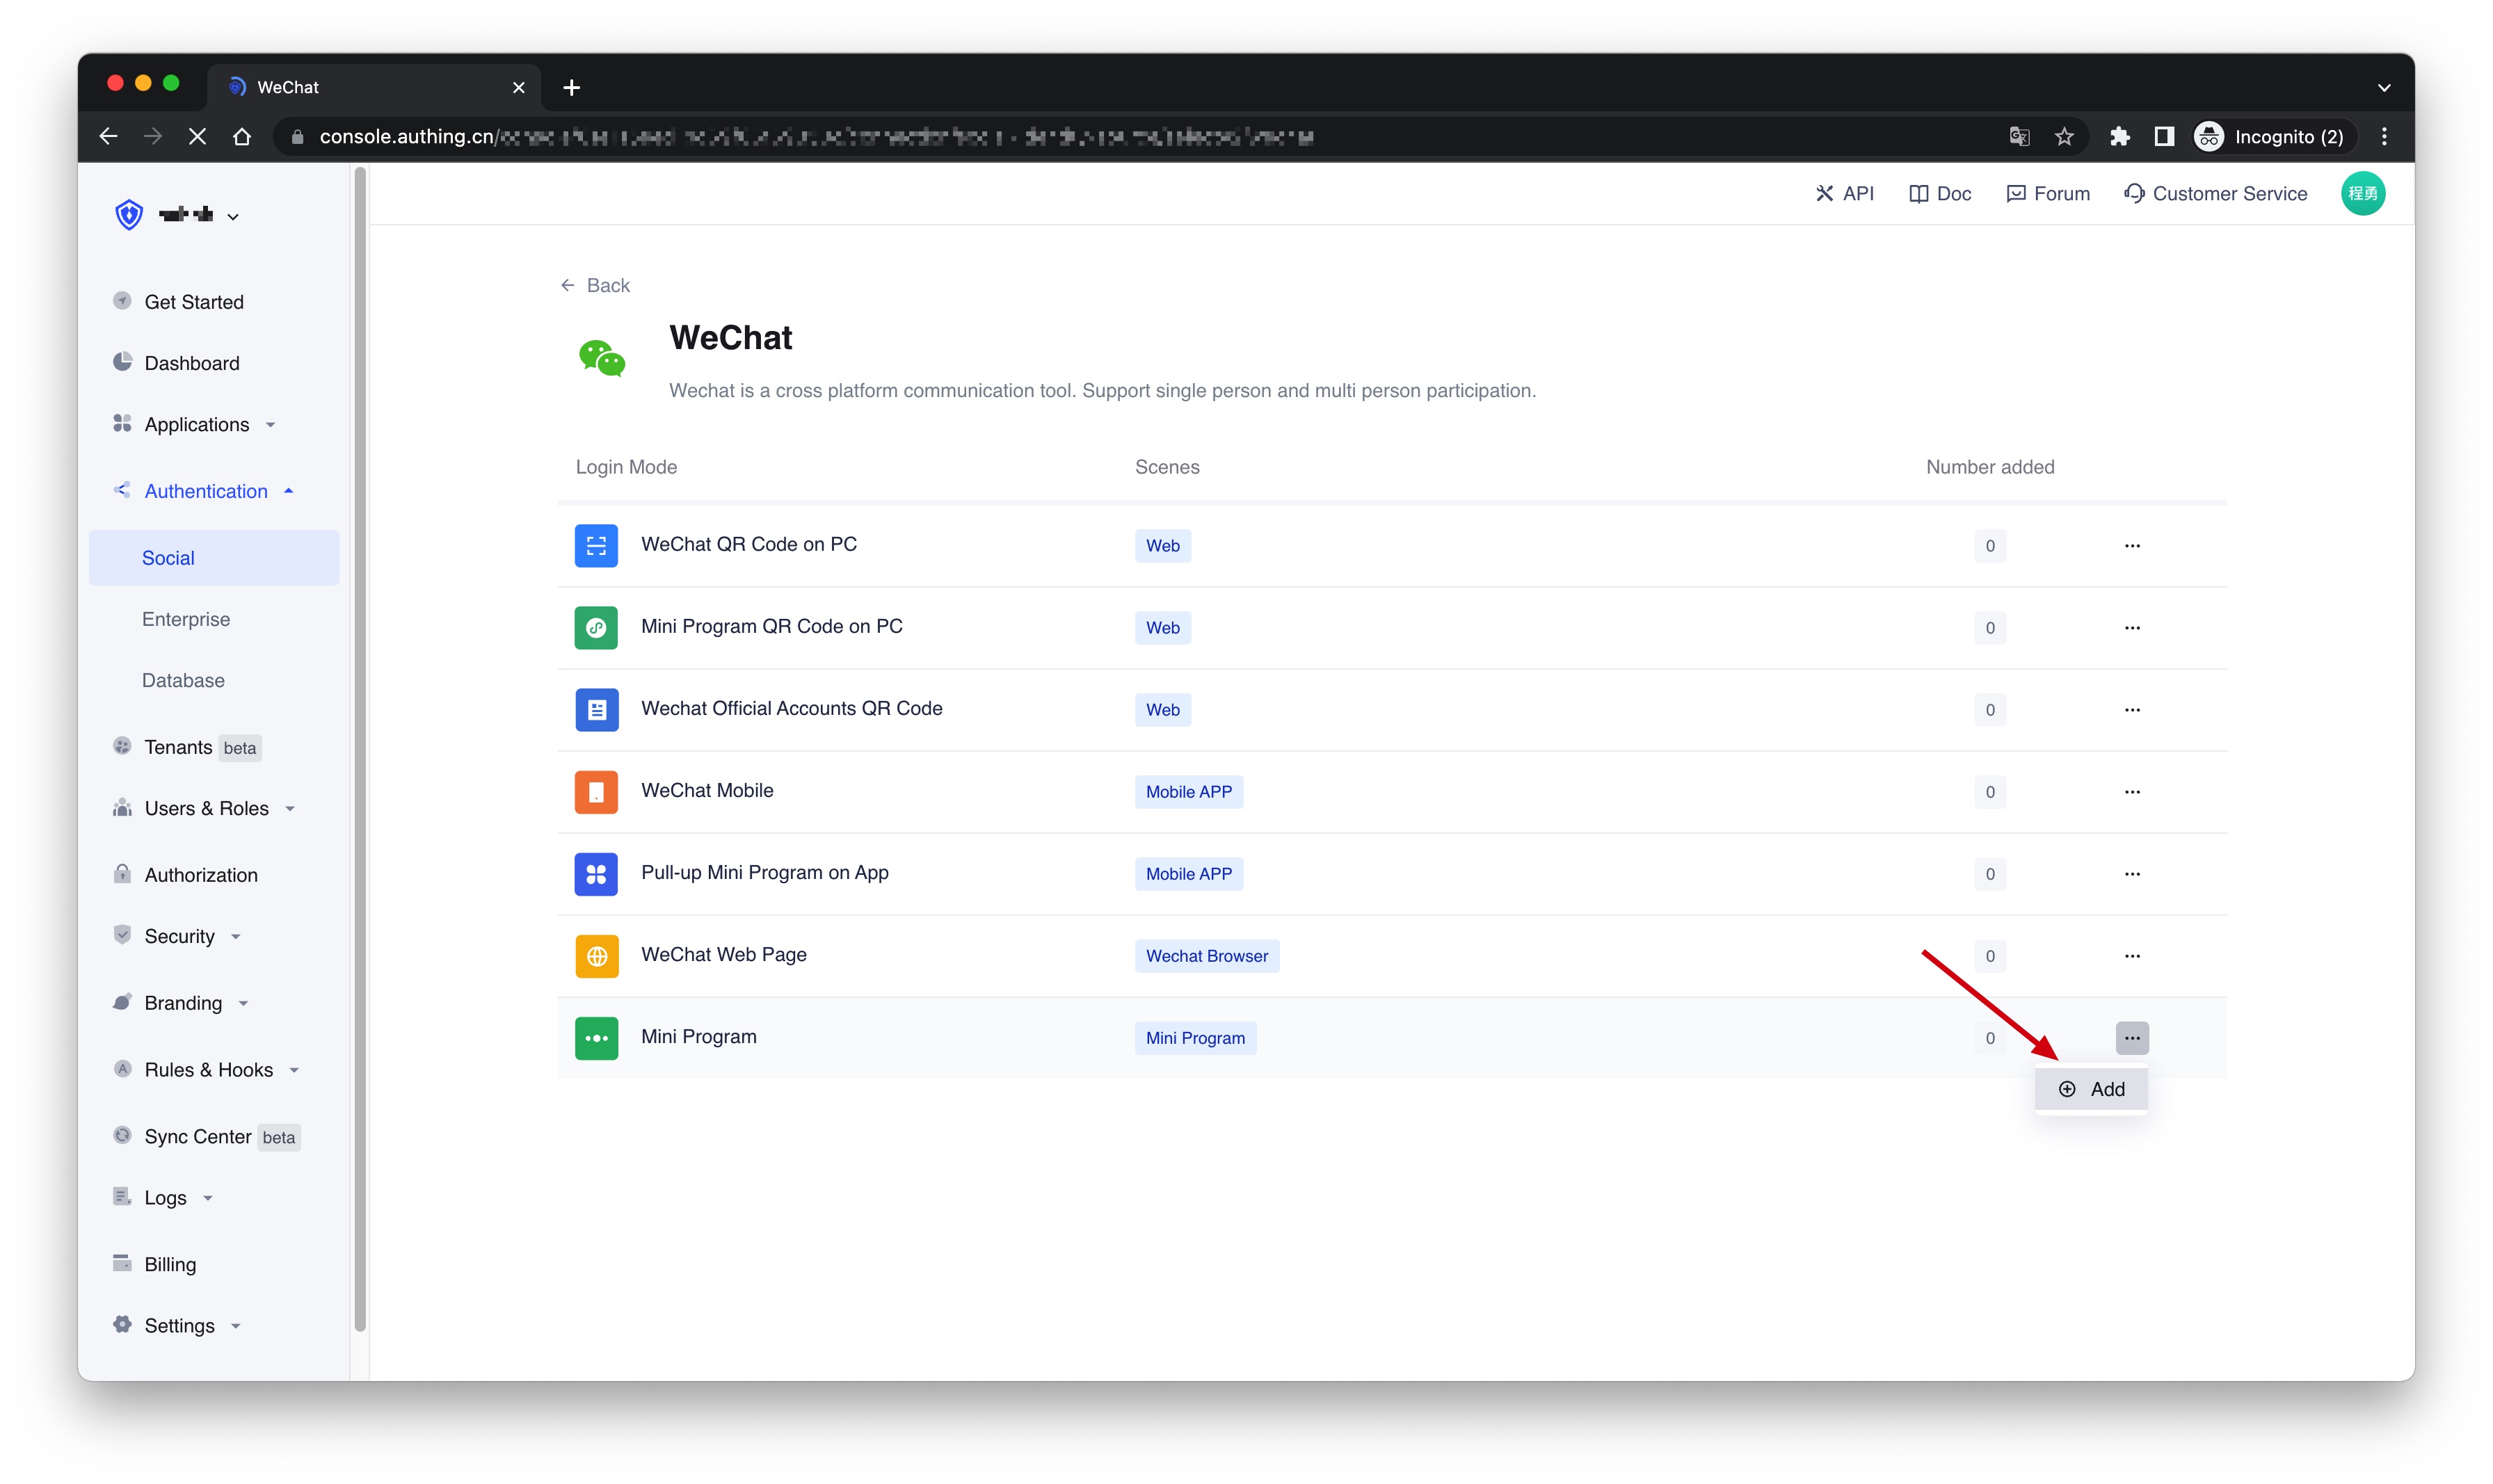 WeChat
console.authing.cn/
Incognito (2)
API
Doc
Forum
Customer Service
程勇
Get Started
Dashboard
Applications
Authentication
Social
Enterprise
Database
Tenants beta
Users & Roles
Authorization
Security
Branding
Rules & Hooks
Sync Center beta
Logs
Billing
Settings
Back
WeChat
Wechat is a cross platform communication tool. Support single person and multi person participation.
Login Mode Scenes Number added
WeChat QR Code on PC Web 0
Mini Program QR Code on PC Web 0
Wechat Official Accounts QR Code Web 0
WeChat Mobile Mobile APP 0
Pull-up Mini Program on App Mobile APP 0
WeChat Web Page Wechat Browser 0
Mini Program Mini Program 0
Add